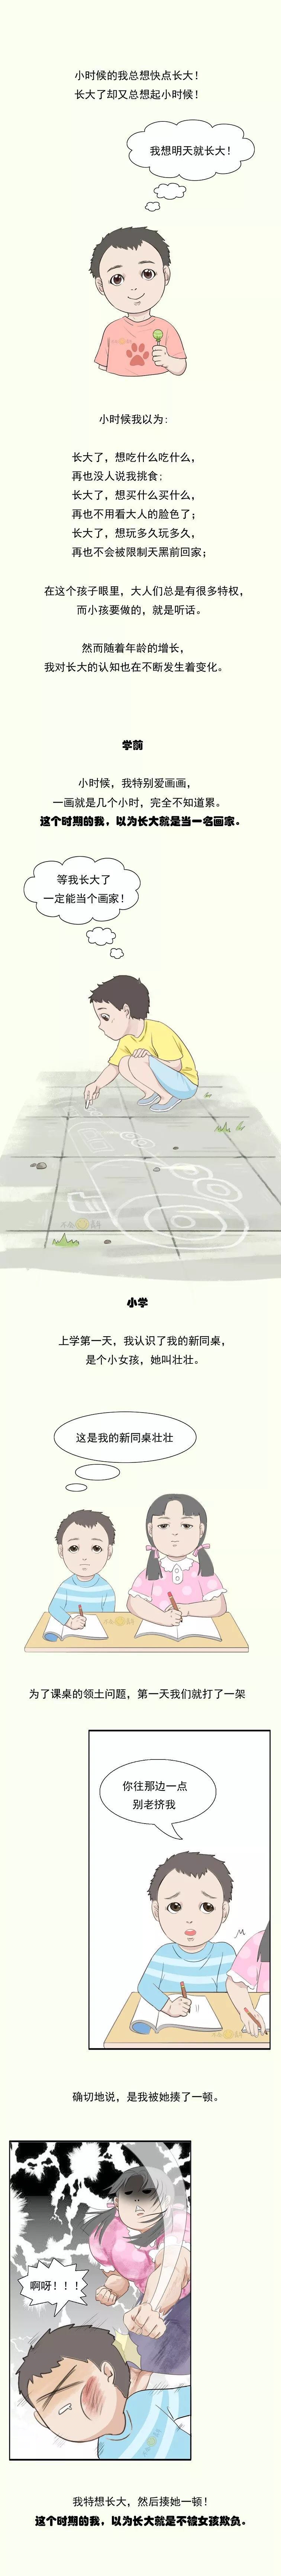 小时候的我总想快点长大！
长大了却又总想起小时候！
我想明天就长大！
小时候我以为：
长大了，想吃什么吃什么，
再也没人说我挑食；
长大了，想买什么买什么，
再也不用看大人的脸色了；
长大了，想玩多久玩多久，
再也不会被限制天黑前回家；
在这个孩子眼里，大人们总是有很多特权，
而小孩要做的，就是听话。
然而随着年龄的增长，
我对长大的认知也在不断发生着变化。
学前
小时候，我特别爱画画，
一画就是几个小时，完全不知道累。
这个时期的我，以为长大就是当一名画家。
等我长大了
一定能当个画家！
小学
上学第一天，我认识了我的新同桌，
是个小女孩，她叫壮壮。
这是我的新同桌壮壮
为了课桌的领土问题，第一天我们就打了一架
你往那边一点
别老挤我
确切地说，是我被她揍了一顿。
啊呀！！！
我特想长大，然后揍她一顿！
这个时期的我，以为长大就是不被女孩欺负。